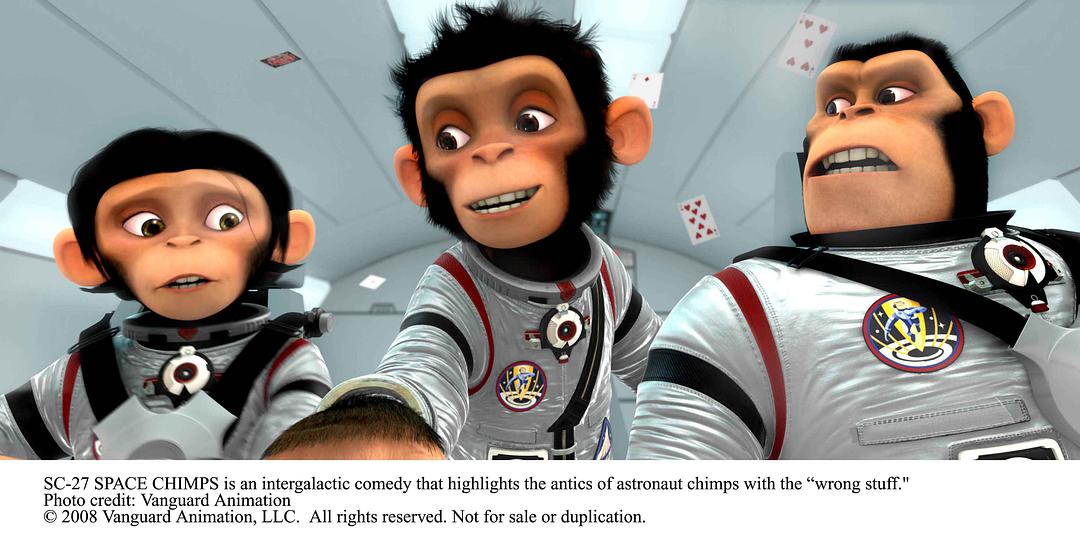 SC-27 SPACE CHIMPS is an intergalactic comedy that highlights the antics of astronaut chimps with the “wrong stuff."
Photo credit: Vanguard Animation
© 2008 Vanguard Animation, LLC.  All rights reserved. Not for sale or duplication.